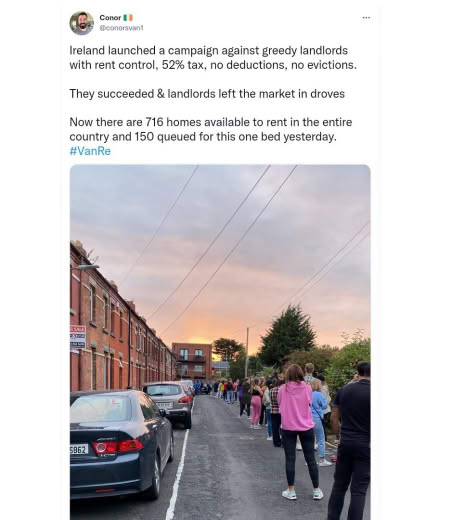 Conor 🇮🇪
@conorsvan1
Ireland launched a campaign against greedy landlords
with rent control, 52% tax, no deductions, no evictions.
They succeeded & landlords left the market in droves
Now there are 716 homes available to rent in the entire
country and 150 queued for this one bed yesterday.
#VanRe
SALE